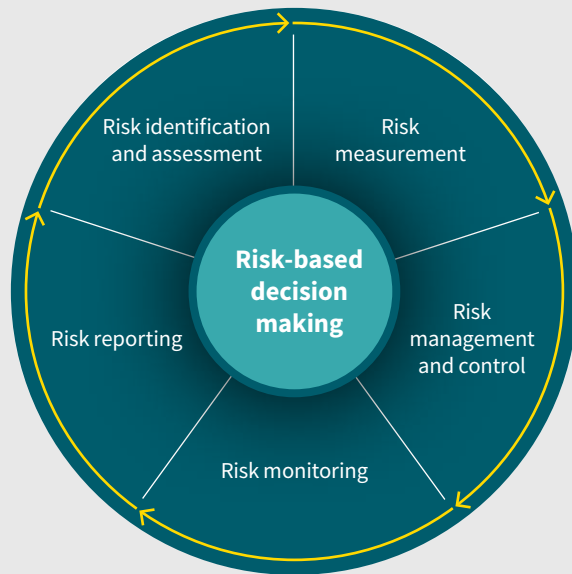 Risk identification
and assessment
Risk
measurement
Risk-based
decision
making
Risk
management
and control
Risk reporting
Risk monitoring